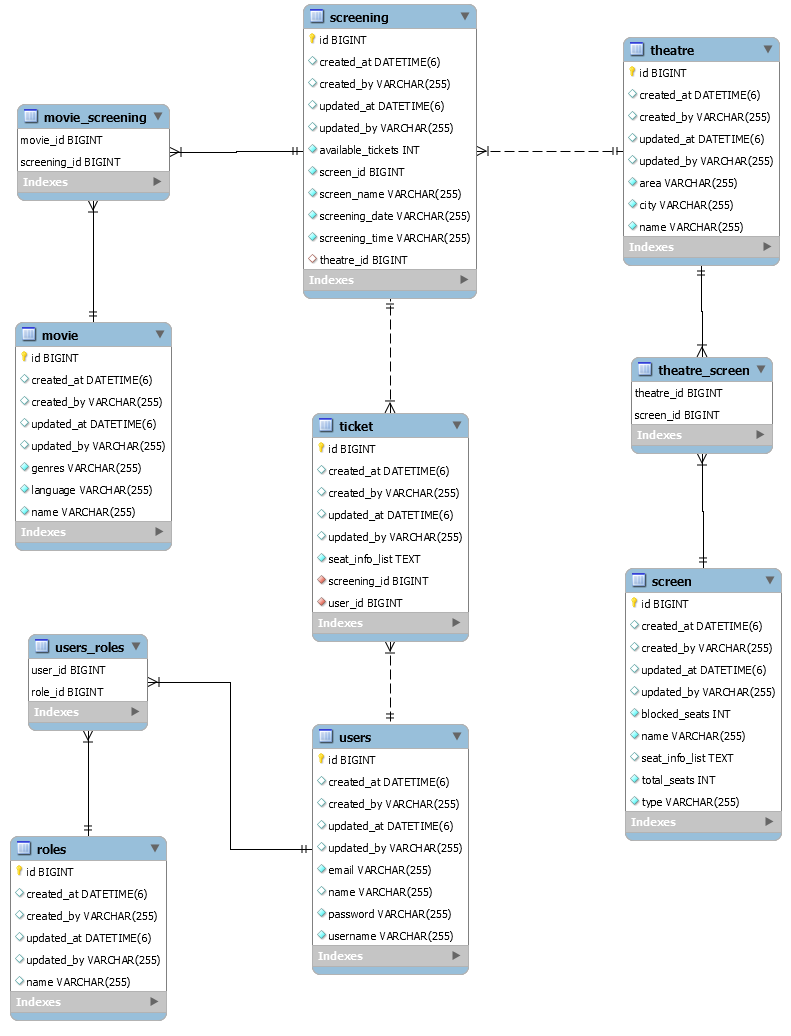 screening
id BIGINT
created_at DATETIME(6)
created_by VARCHAR(255)
updated_at DATETIME(6)
updated_by VARCHAR(255)
available_tickets INT
screen_id BIGINT
screen_name VARCHAR(255)
screening_date VARCHAR(255)
screening_time VARCHAR(255)
theatre_id BIGINT
Indexes
theatre
id BIGINT
created_at DATETIME(6)
created_by VARCHAR(255)
updated_at DATETIME(6)
updated_by VARCHAR(255)
area VARCHAR(255)
city VARCHAR(255)
name VARCHAR(255)
Indexes
movie_screening
movie_id BIGINT
screening_id BIGINT
Indexes
movie
id BIGINT
created_at DATETIME(6)
created_by VARCHAR(255)
updated_at DATETIME(6)
updated_by VARCHAR(255)
genres VARCHAR(255)
language VARCHAR(255)
name VARCHAR(255)
Indexes
theatre_screen
theatre_id BIGINT
screen_id BIGINT
Indexes
ticket
id BIGINT
created_at DATETIME(6)
created_by VARCHAR(255)
updated_at DATETIME(6)
updated_by VARCHAR(255)
seat_info_list TEXT
screening_id BIGINT
user_id BIGINT
Indexes
screen
id BIGINT
created_at DATETIME(6)
created_by VARCHAR(255)
updated_at DATETIME(6)
updated_by VARCHAR(255)
blocked_seats INT
name VARCHAR(255)
seat_info_list TEXT
total_seats INT
type VARCHAR(255)
Indexes
users_roles
user_id BIGINT
role_id BIGINT
Indexes
users
id BIGINT
created_at DATETIME(6)
created_by VARCHAR(255)
updated_at DATETIME(6)
updated_by VARCHAR(255)
email VARCHAR(255)
name VARCHAR(255)
password VARCHAR(255)
username VARCHAR(255)
Indexes
roles
id BIGINT
created_at DATETIME(6)
created_by VARCHAR(255)
updated_at DATETIME(6)
updated_by VARCHAR(255)
name VARCHAR(255)
Indexes